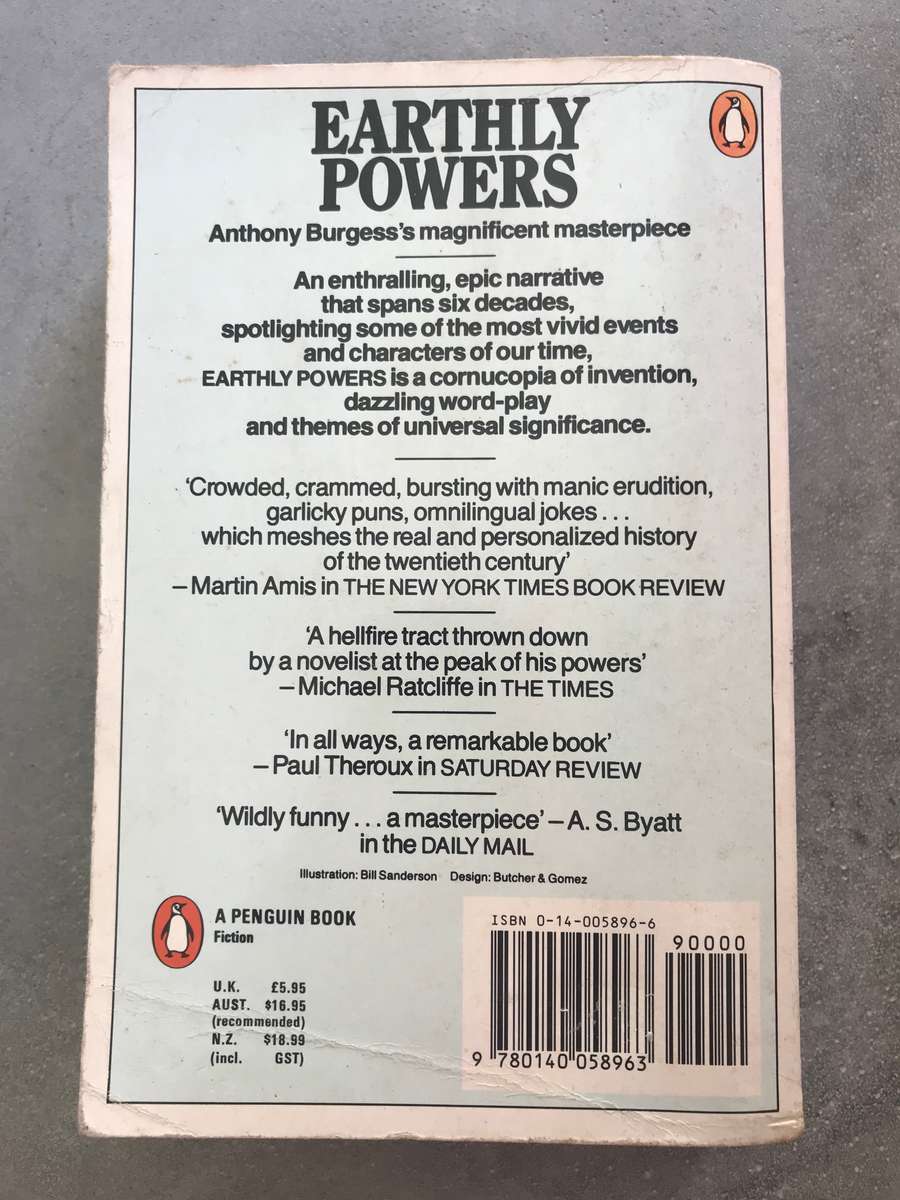 EARTHLY
POWERS
Anthony Burgess's magnificent masterpiece
An enthralling, epic narrative
that spans six decades,
spotlighting some of the most vivid events
and characters of our time,
EARTHLY POWERS is a cornucopia of invention,
dazzling word-play
and themes of universal significance.
'Crowded, crammed, bursting with manic erudition,
garlicky puns, omnilingual jokes...
which meshes the real and personalized history
of the twentieth century'
– Martin Amis in THE NEW YORK TIMES BOOK REVIEW
'A hellfire tract thrown down
by a novelist at the peak of his powers'
– Michael Ratcliffe in THE TIMES
'In all ways, a remarkable book'
– Paul Theroux in SATURDAY REVIEW
'Wildly funny... a masterpiece' – A. S. Byatt
in the DAILY MAIL
Illustration: Bill Sanderson Design: Butcher & Gomez
A PENGUIN BOOK
Fiction
U.K. £5.95
AUST. $16.95
(recommended)
N.Z. $18.99
(incl. GST)
ISBN 0-14-005896-6
90000
9 780140 058963